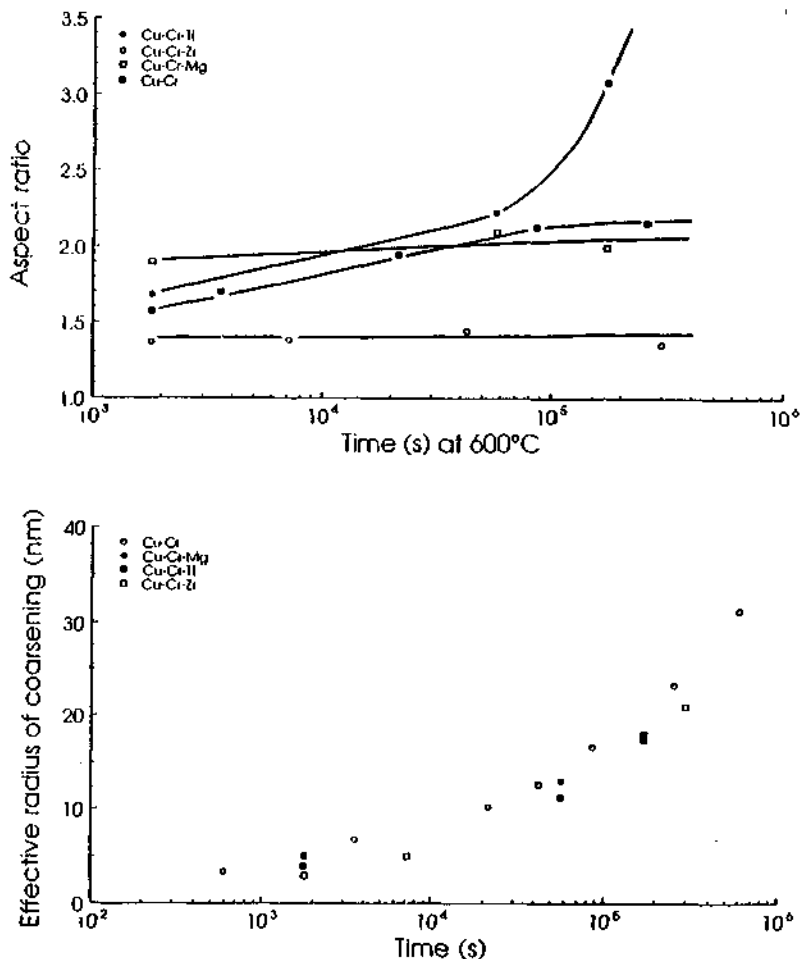 3.5
3.0
2.5
2.0
1.5
1.0
Aspect ratio
Cu-Cr-Ti
Cu-Cr-Zr
Cu-Cr-Mg
Cu-Cr
10³ 10⁴ 10⁵ 10⁶
Time (s) at 600°C
40
30
20
10
0
Effective radius of coarsening (nm)
Cu-Cr
Cu-Cr-Mg
Cu-Cr-Ti
Cu-Cr-Zr
10² 10³ 10⁴ 10⁵ 10⁶
Time (s)